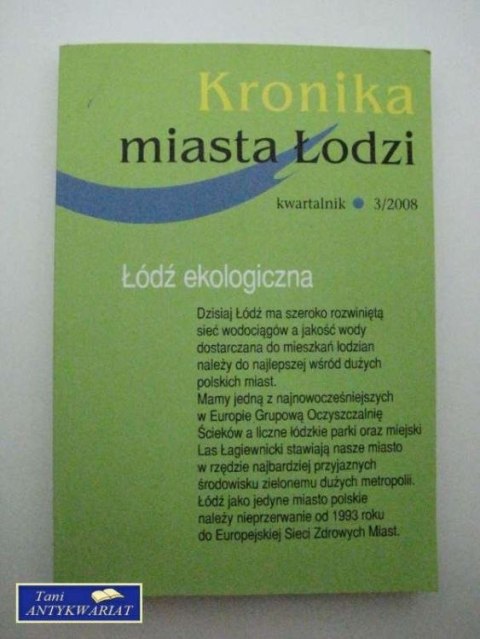 Kronika
miasta Łodzi
kwartalnik ● 3/2008
Łódź ekologiczna
Dzisiaj Łódź ma szeroko rozwiniętą
sieć wodociągów a jakość wody
dostarczana do mieszkań łodzian
należy do najlepszej wśród dużych
polskich miast.
Mamy jedną z najnowocześniejszych
w Europie Grupową Oczyszczalnię
Ścieków a liczne łódzkie parki oraz miejski
Las Łagiewnicki stawiają nasze miasto
w rzędzie najbardziej przyjaznych
środowisku zielonemu dużych metropolii.
Łódź jako jedyne miasto polskie
należy nieprzerwanie od 1993 roku
do Europejskiej Sieci Zdrowych Miast.
Tani
ANTYKWARIAT